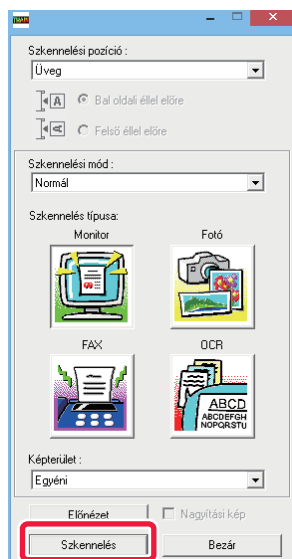 TWAIN
Szkennelési pozíció :
Üveg
A
Bal oldali éllel előre
A
Felső éllel előre
Szkennelési mód :
Normál
Szkennelés típusa:
Monitor Fotó
FAX OCR
ABCD
ABCDEFGH
NOPQRSTU
Képterület :
Egyéni
Előnézet Nagyítási kép
Szkennelés Bezár